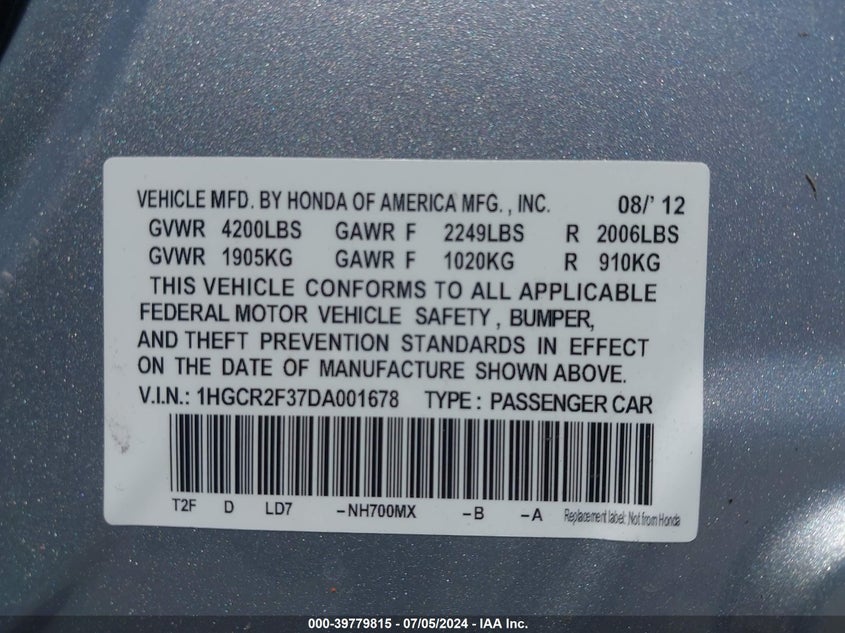 VEHICLE MFD. BY HONDA OF AMERICA MFG., INC. 08/' 12
GVWR 4200LBS GAWR F 2249LBS R 2006LBS
GVWR 1905KG GAWR F 1020KG R 910KG
THIS VEHICLE CONFORMS TO ALL APPLICABLE
FEDERAL MOTOR VEHICLE SAFETY, BUMPER,
AND THEFT PREVENTION STANDARDS IN EFFECT
ON THE DATE OF MANUFACTURE SHOWN ABOVE.
V.I.N.: 1HGCR2F37DA001678 TYPE: PASSENGER CAR
T2F D LD7 -NH700MX -B -A Replacement label: Not from Honda
000-39779815 - 07/05/2024 - IAA Inc.